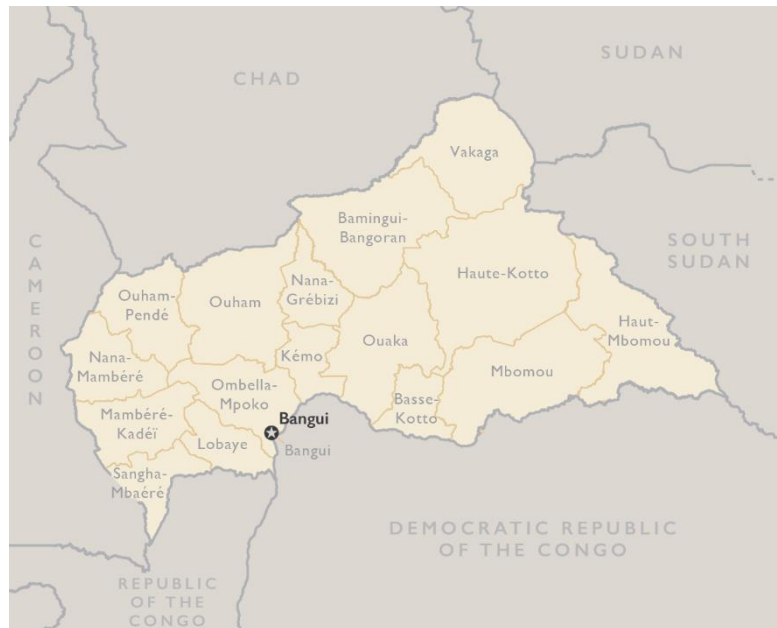 SUDAN
CHAD
Vakaga
Bamingui-
Bangoran
CAMEROON
SOUTH
SUDAN
Haute-Kotto
Nana-
Grébizi
Ouham-
Pendé
Ouham
Haut-
Mbomou
Ouaka
Kémo
Nana-
Mambéré
Mbomou
Ombella-
Mpoko
Basse-
Kotto
Mambéré-
Kadéï
Bangui
Lobaye
Bangui
Sangha-
Mbaéré
DEMOCRATIC REPUBLIC
OF THE CONGO
REPUBLIC
OF THE
CONGO